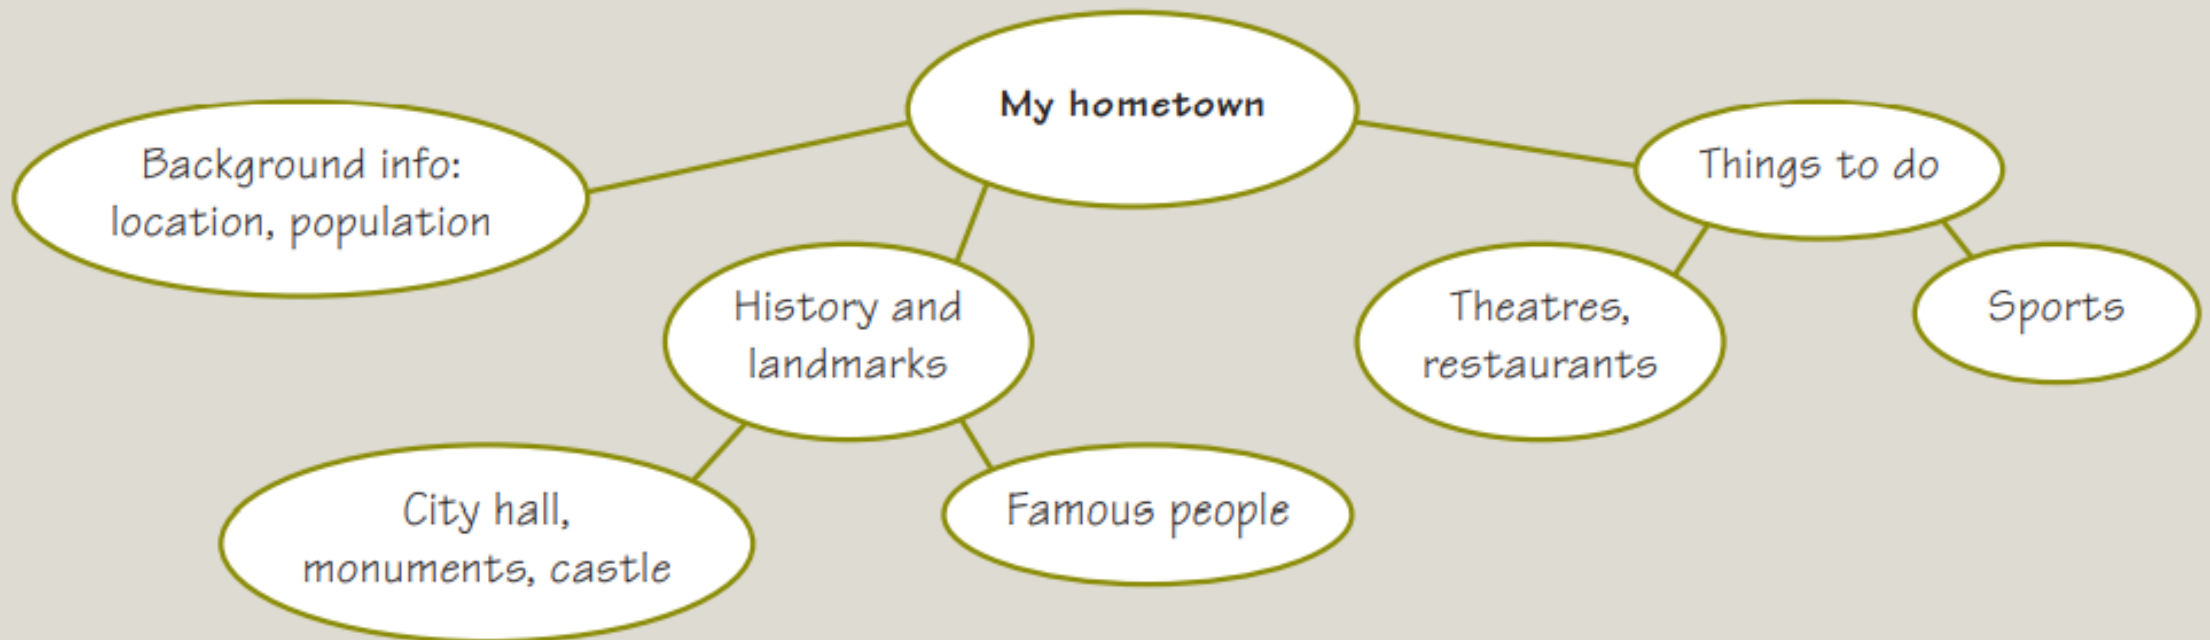 My hometown
Background info:
location, population
History and
landmarks
City hall,
monuments, castle
Famous people
Things to do
Theatres,
restaurants
Sports